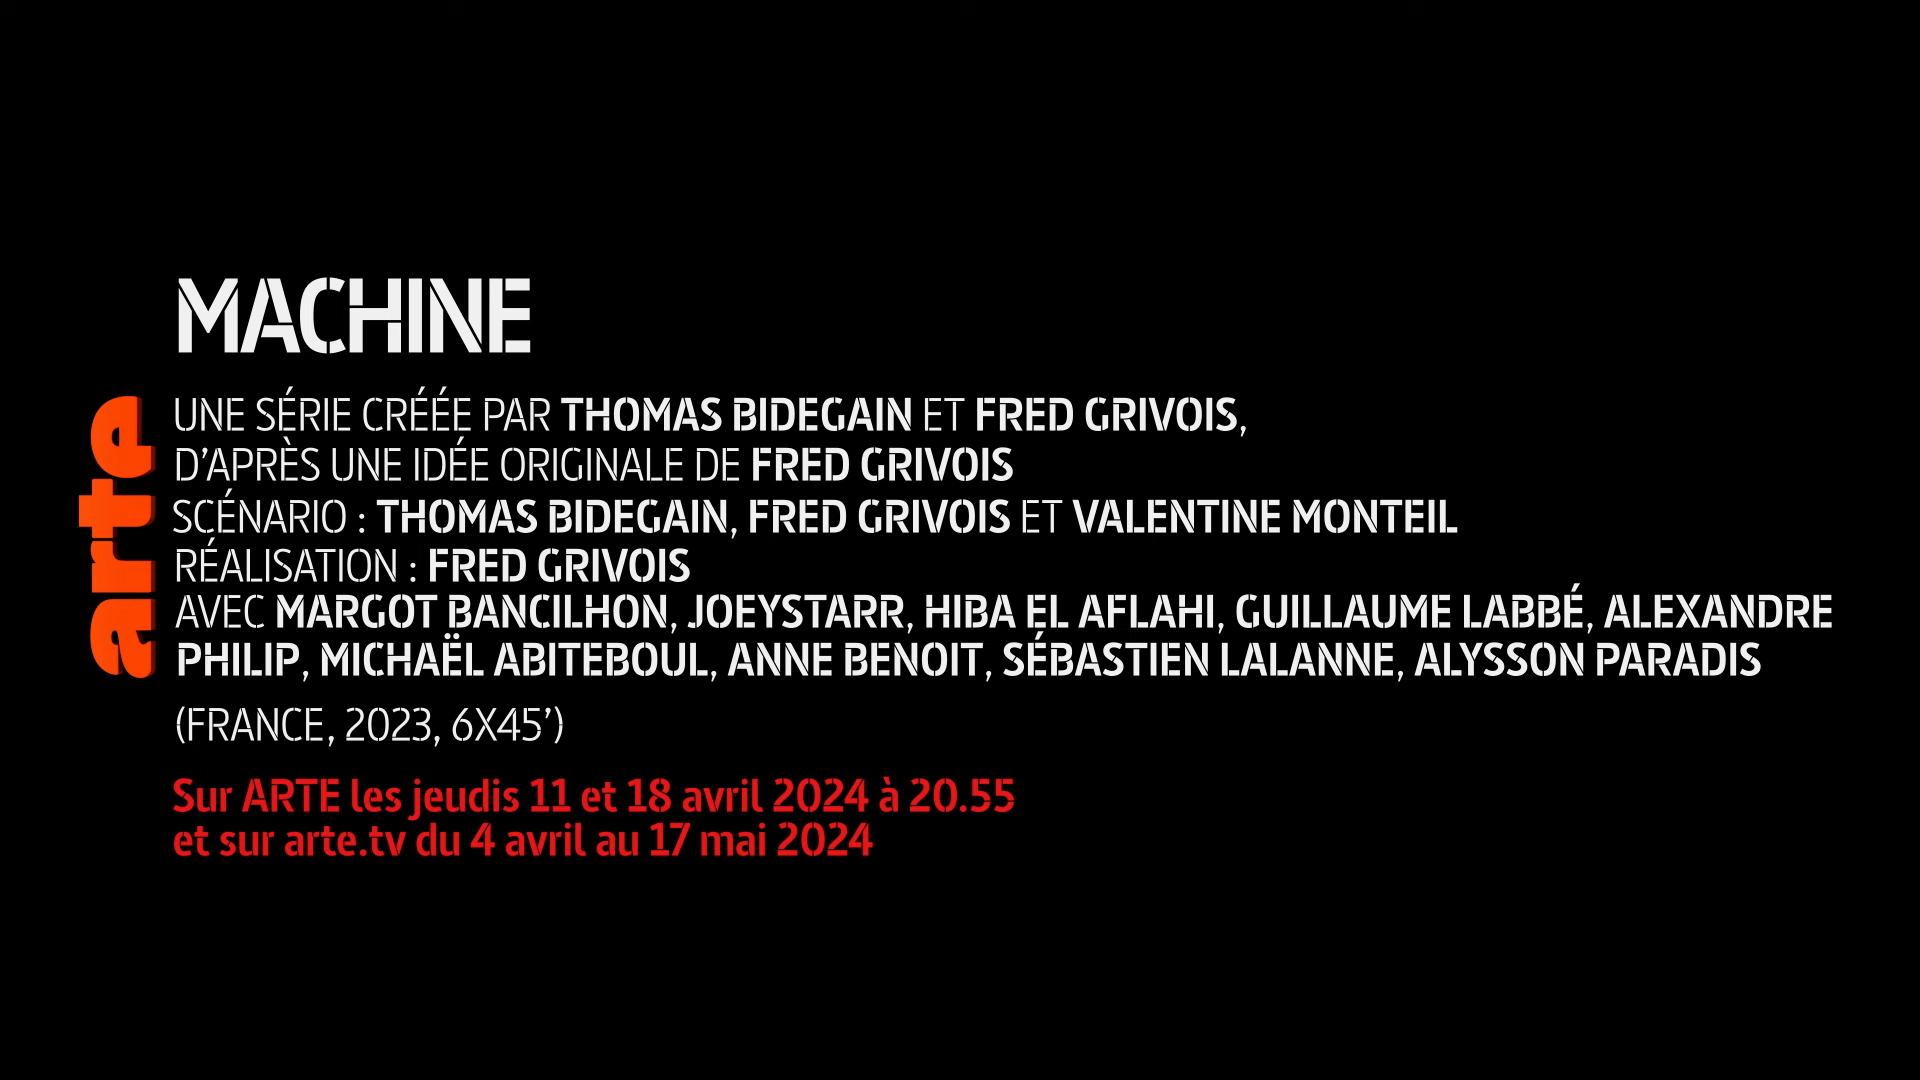 MACHINE
arte
UNE SÉRIE CRÉÉE PAR THOMAS BIDEGAIN ET FRED GRIVOIS,
D’APRÈS UNE IDÉE ORIGINALE DE FRED GRIVOIS
SCÉNARIO : THOMAS BIDEGAIN, FRED GRIVOIS ET VALENTINE MONTEIL
RÉALISATION : FRED GRIVOIS
AVEC MARGOT BANCILHON, JOEYSTARR, HIBA EL AFLAHI, GUILLAUME LABBÉ, ALEXANDRE
PHILIP, MICHAËL ABITEBOUL, ANNE BENOIT, SÉBASTIEN LALANNE, ALYSSON PARADIS
(FRANCE, 2023, 6X45’)
Sur ARTE les jeudis 11 et 18 avril 2024 à 20.55
et sur arte.tv du 4 avril au 17 mai 2024